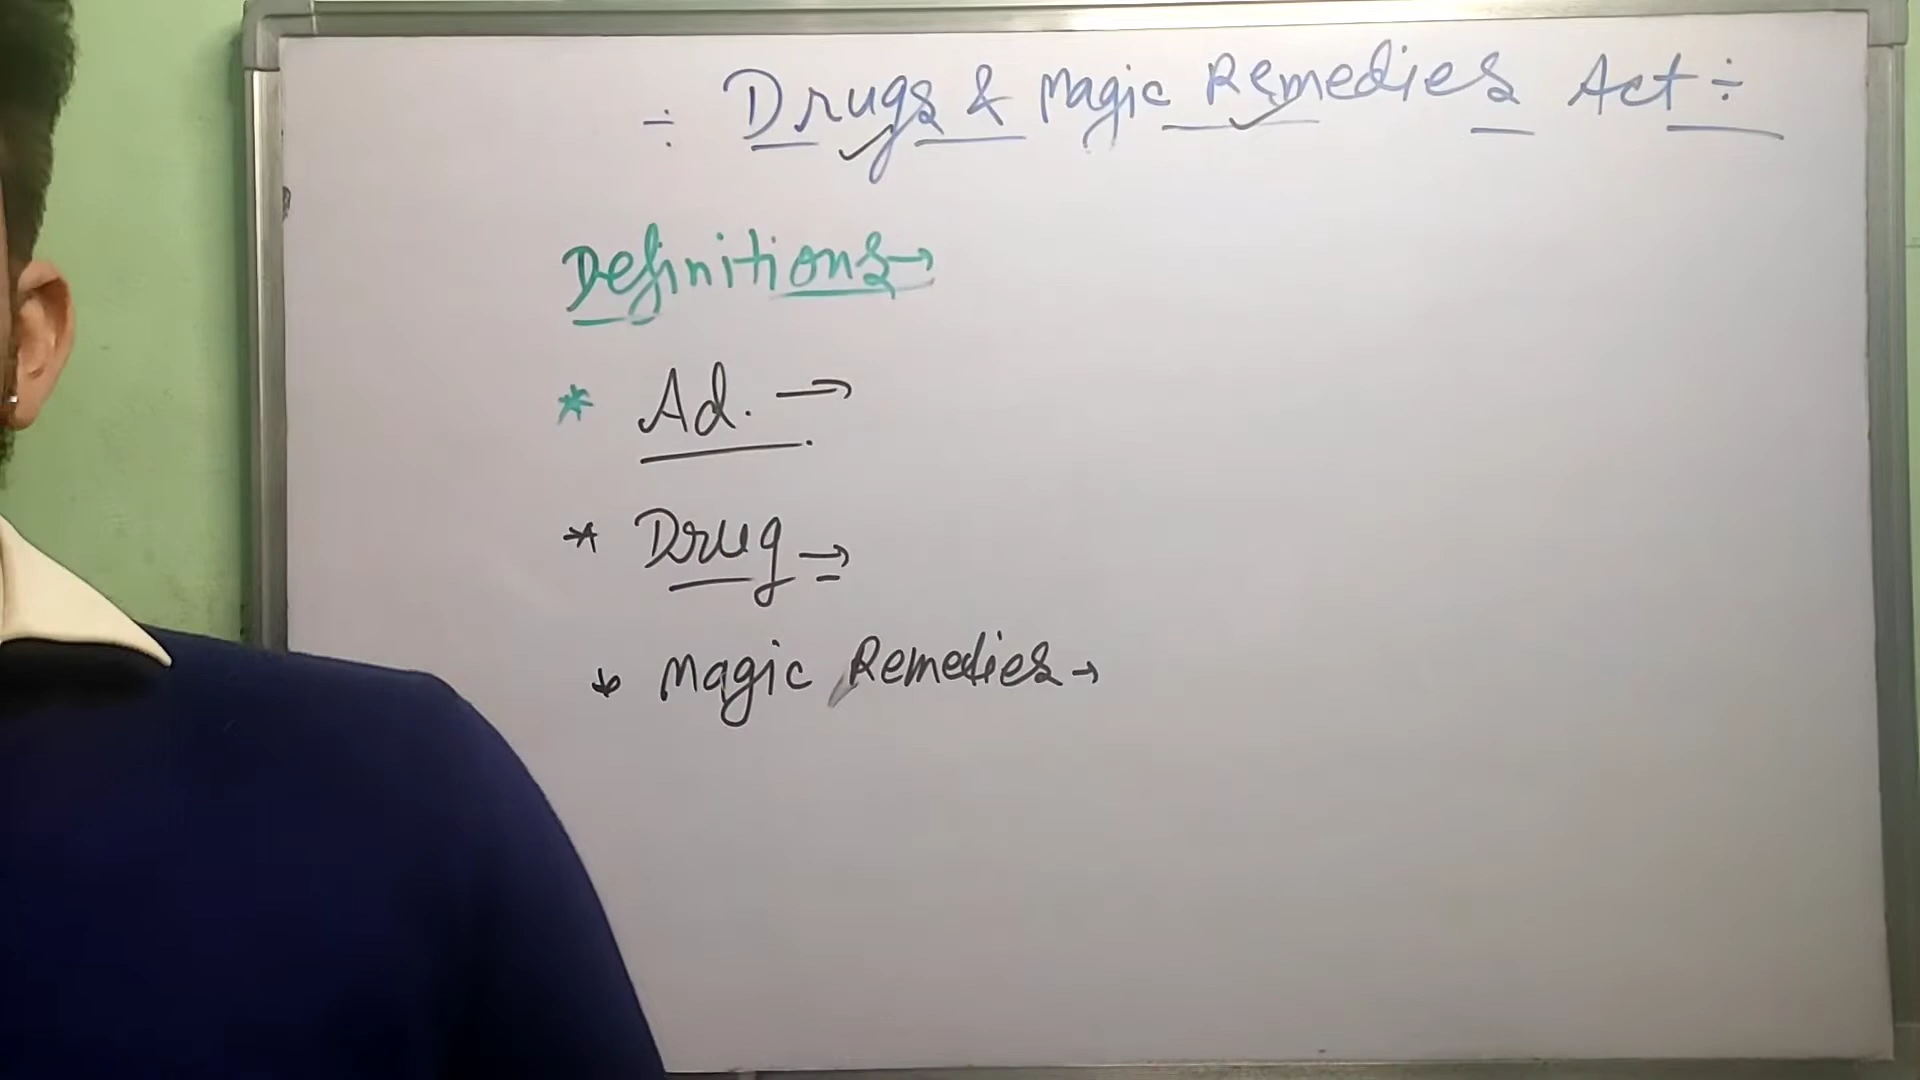 ÷ Drugs & Magic Remedies Act ÷
Definitions→
* Ad. →
* Drug →
* Magic Remedies →